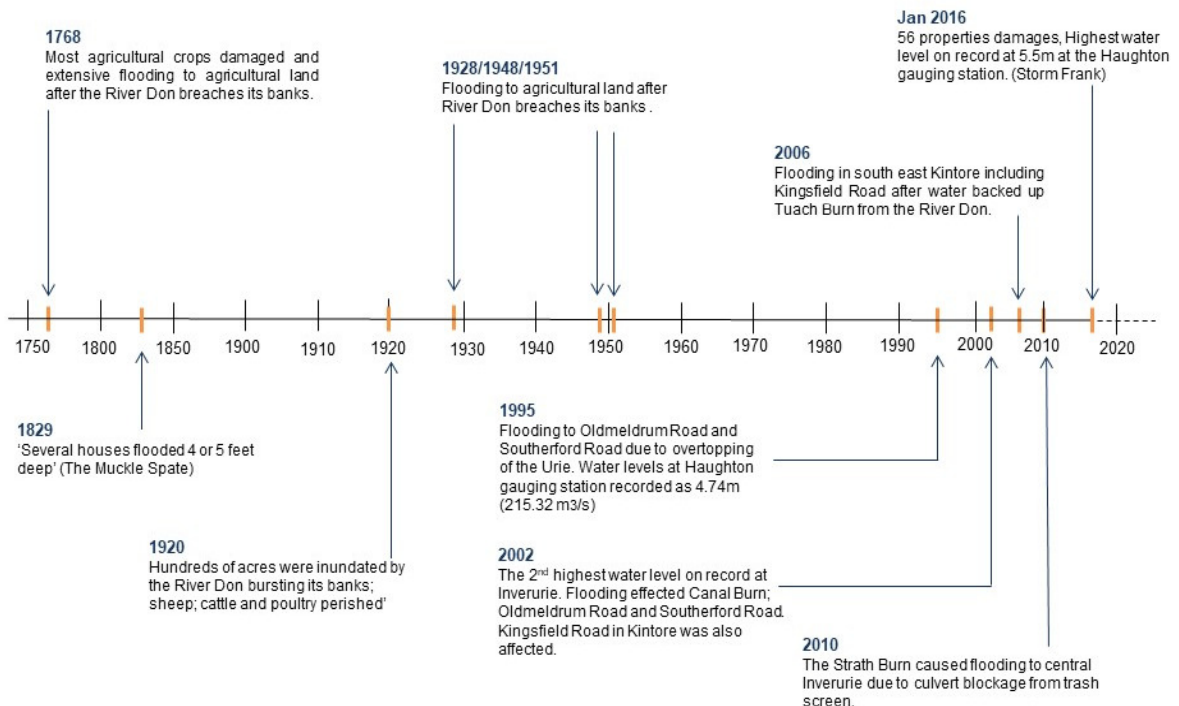 1768
Most agricultural crops damaged and
extensive flooding to agricultural land
after the River Don breaches its banks.
1928/1948/1951
Flooding to agricultural land after
River Don breaches its banks .
Jan 2016
56 properties damages, Highest water
level on record at 5.5m at the Haughton
gauging station. (Storm Frank)
2006
Flooding in south east Kintore including
Kingsfield Road after water backed up
Tuach Burn from the River Don.
1750 1800 1850 1900 1910 1920 1930 1940 1950 1960 1970 1980 1990 2000 2010 2020
1829
‘Several houses flooded 4 or 5 feet
deep’ (The Muckle Spate)
1920
Hundreds of acres were inundated by
the River Don bursting its banks;
sheep; cattle and poultry perished’
1995
Flooding to Oldmeldrum Road and
Southerford Road due to overtopping
of the Urie. Water levels at Haughton
gauging station recorded as 4.74m
(215.32 m3/s)
2002
The 2nd highest water level on record at
Inverurie. Flooding effected Canal Burn;
Oldmeldrum Road and Southerford Road.
Kingsfield Road in Kintore was also
affected.
2010
The Strath Burn caused flooding to central
Inverurie due to culvert blockage from trash
screen.